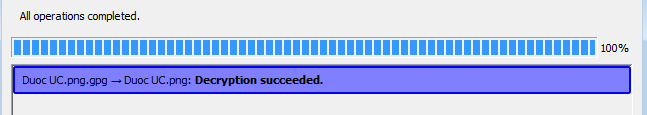 All operations completed.
100%
Duoc UC.png.gpg → Duoc UC.png: Decryption succeeded.